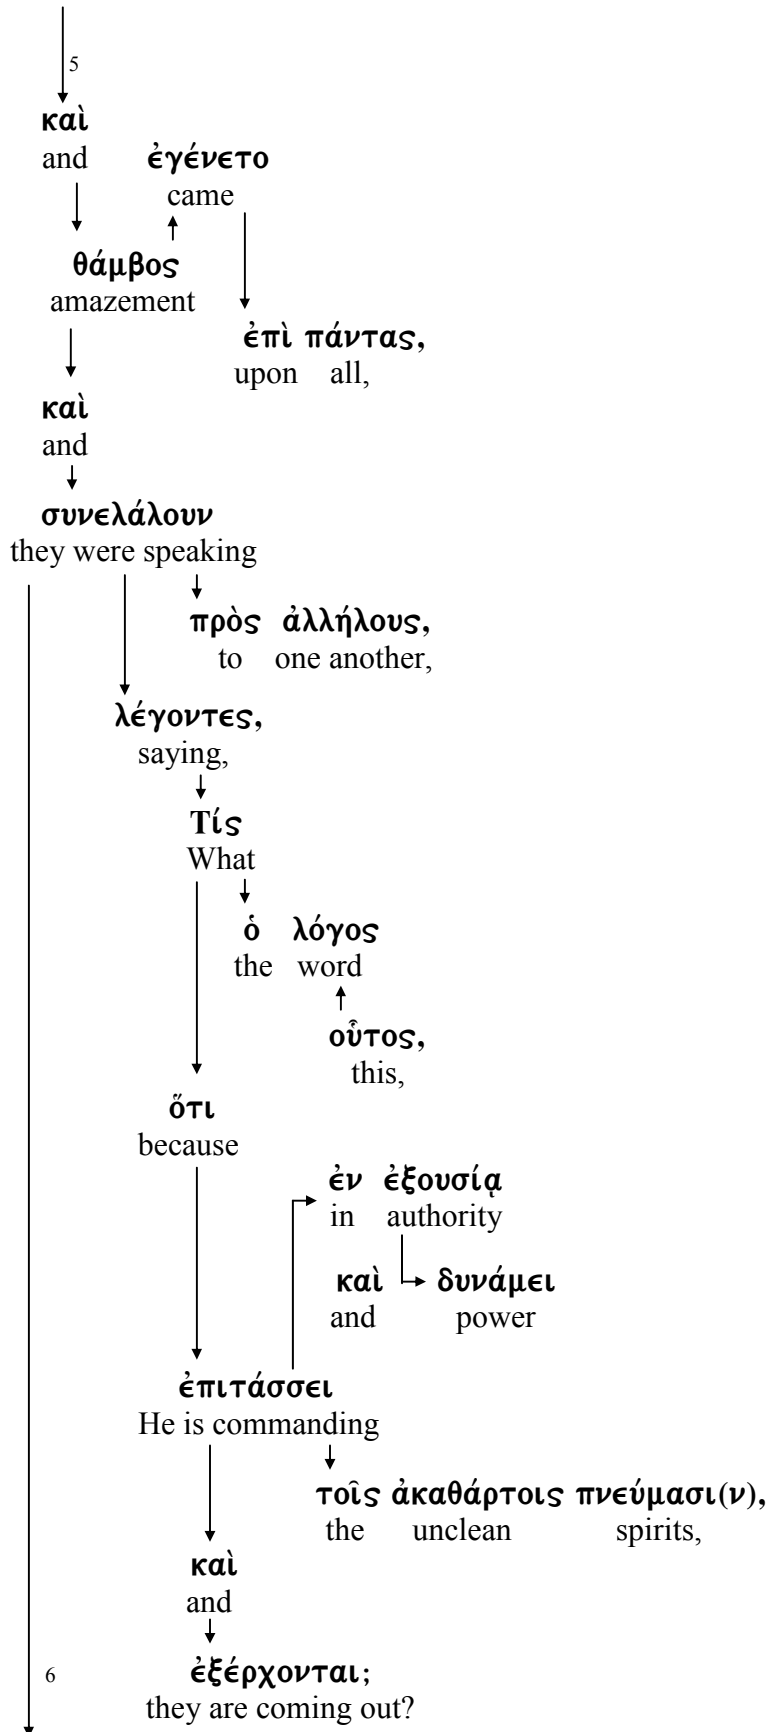 5
καὶ
and
ἐγένετο
came
θάμβος
amazement
ἐπὶ πάντας,
upon all,
καὶ
and
συνελάλουν
they were speaking
πρὸς ἀλλήλους,
to one another,
λέγοντες,
saying,
Τίς
What
ὁ λόγος
the word
οὗτος,
this,
ὅτι
because
ἐν ἐξουσίᾳ
in authority
καὶ δυνάμει
and power
ἐπιτάσσει
He is commanding
τοῖς ἀκαθάρτοις πνεύμασι(ν),
the unclean spirits,
καὶ
and
6 ἐξέρχονται;
they are coming out?